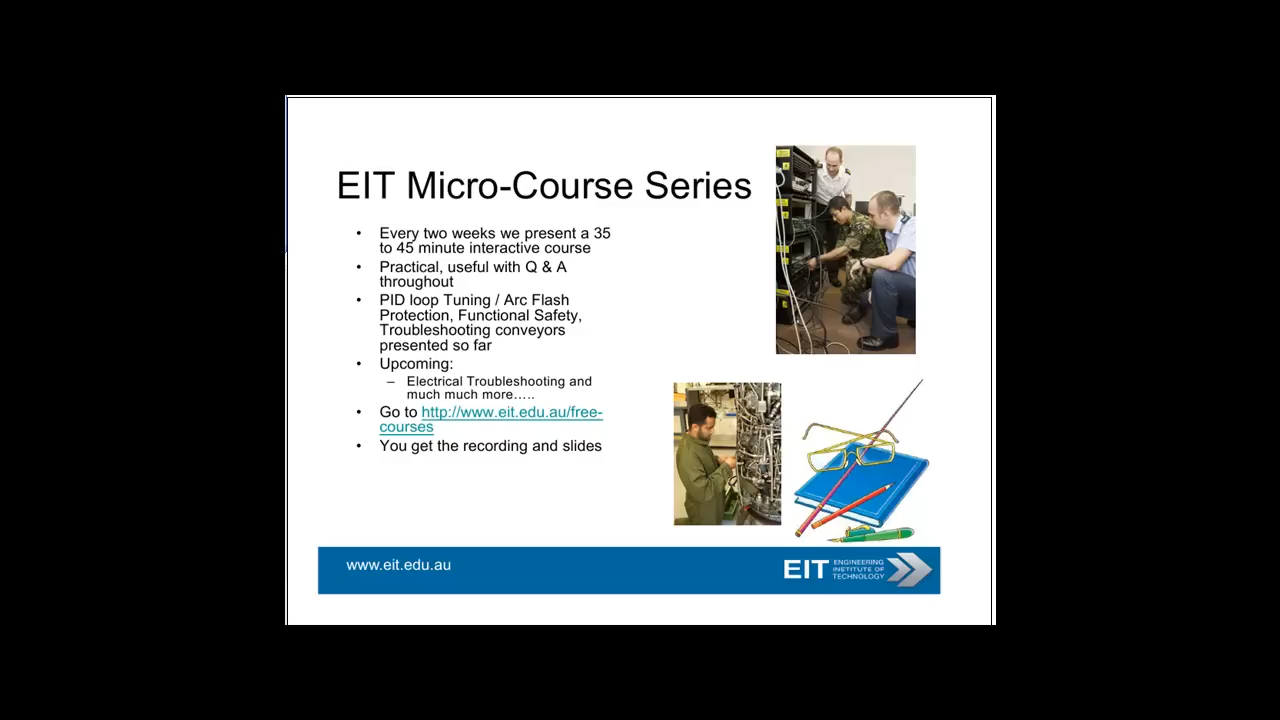 EIT Micro-Course Series
• Every two weeks we present a 35
to 45 minute interactive course
• Practical, useful with Q & A
throughout
• PID loop Tuning / Arc Flash
Protection, Functional Safety,
Troubleshooting conveyors
presented so far
• Upcoming:
– Electrical Troubleshooting and
much much more…..
• Go to http://www.eit.edu.au/free-
courses
• You get the recording and slides
www.eit.edu.au
EIT
ENGINEERING
INSTITUTE OF
TECHNOLOGY